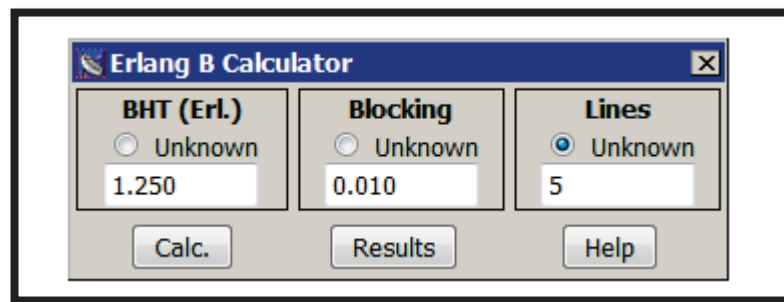 Erlang B Calculator
BHT (Erl.) Blocking Lines
Unknown Unknown Unknown
1.250 0.010 5
Calc. Results Help